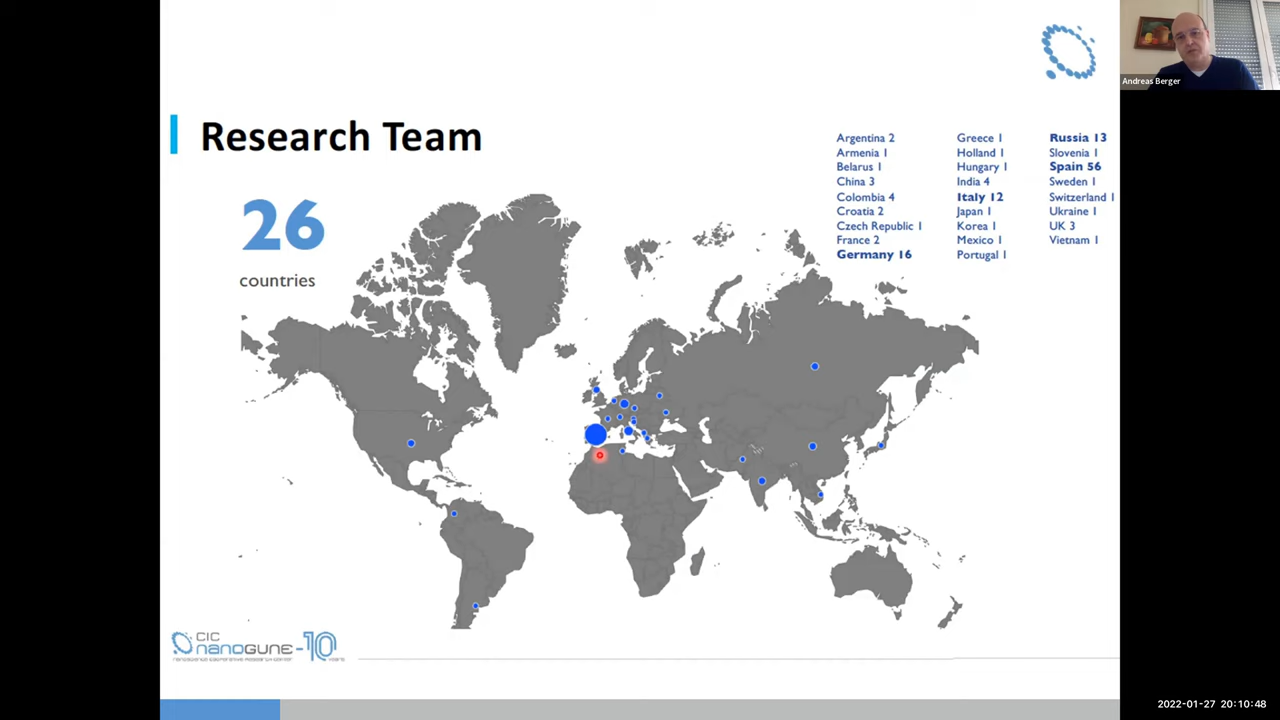 Andreas Berger
Research Team
26
countries
Argentina 2
Armenia 1
Belarus 1
China 3
Colombia 4
Croatia 2
Czech Republic 1
France 2
Germany 16
Greece 1
Holland 1
Hungary 1
India 4
Italy 12
Japan 1
Korea 1
Mexico 1
Portugal 1
Russia 13
Slovenia 1
Spain 56
Sweden 1
Switzerland 1
Ukraine 1
UK 3
Vietnam 1
CIC
nanoGUNE-10
YEARS
2022-01-27 20:10:48